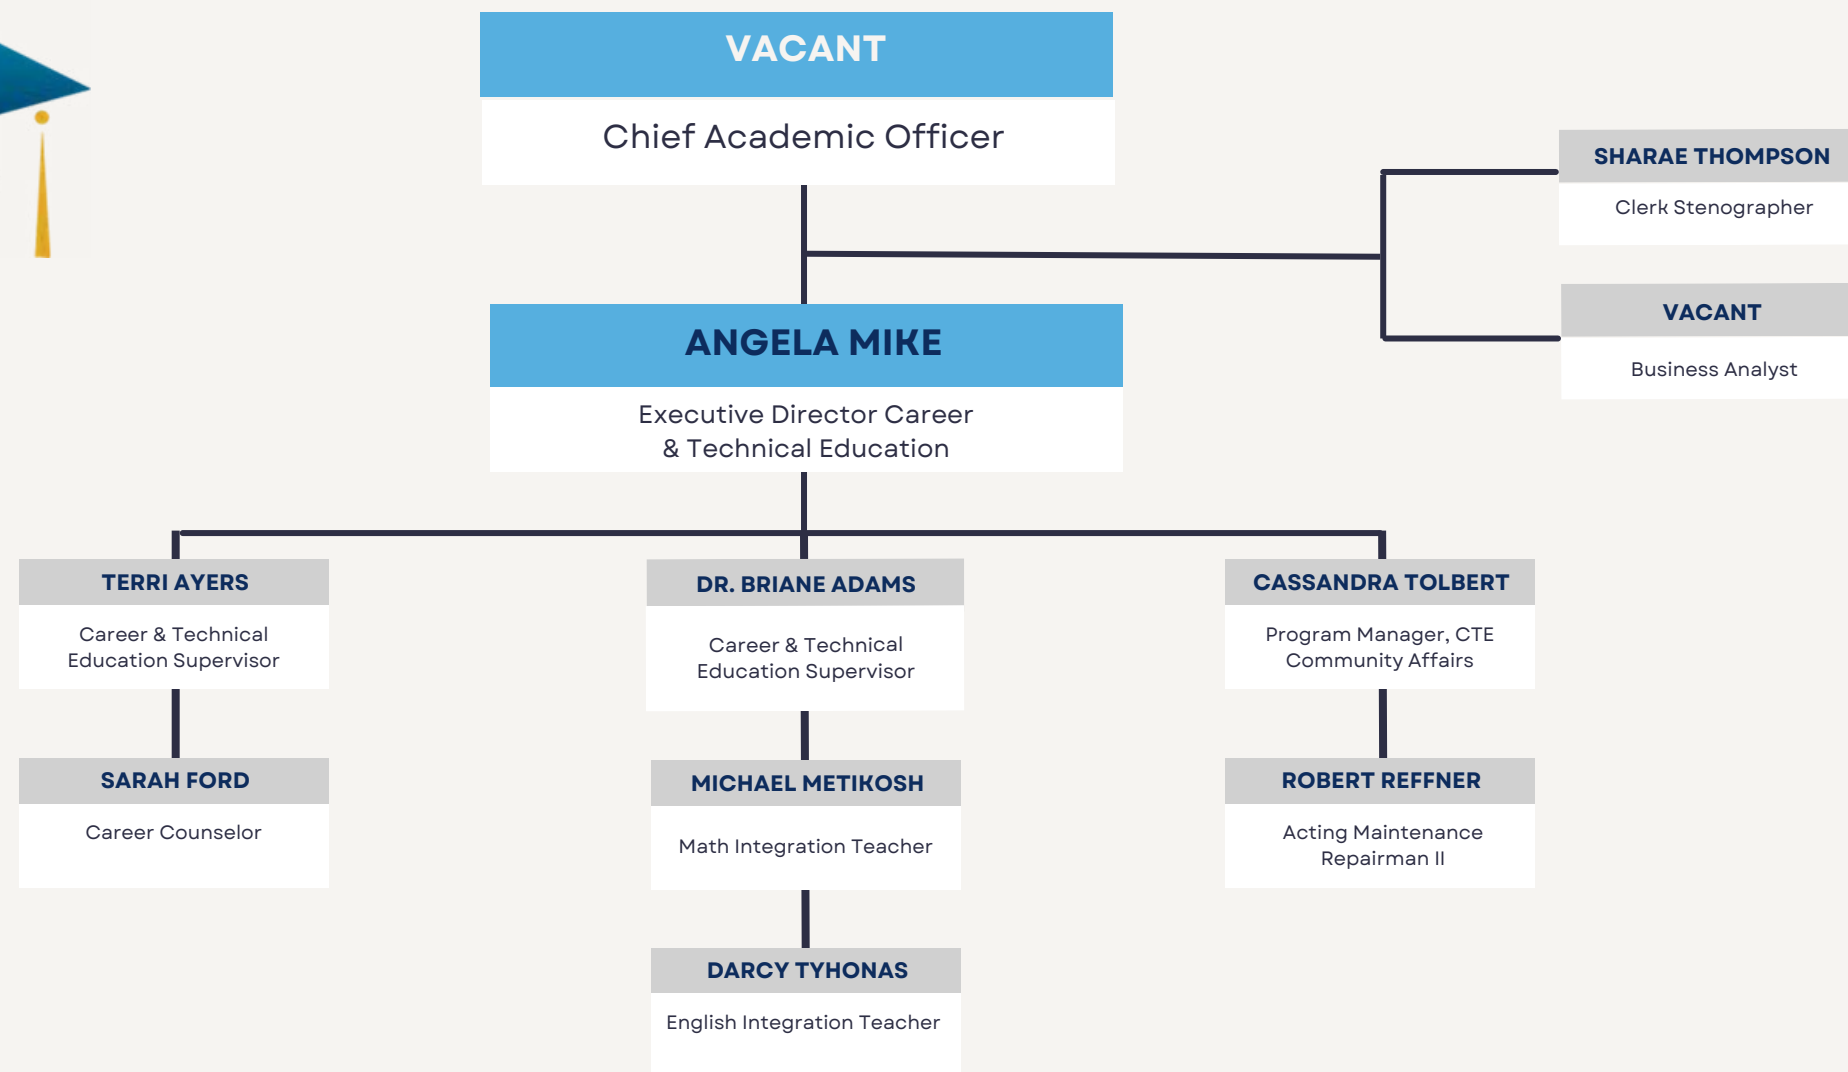 VACANT
Chief Academic Officer
SHARAE THOMPSON
Clerk Stenographer
VACANT
Business Analyst
ANGELA MIKE
Executive Director Career
& Technical Education
TERRI AYERS
Career & Technical
Education Supervisor
DR. BRIANE ADAMS
Career & Technical
Education Supervisor
CASSANDRA TOLBERT
Program Manager, CTE
Community Affairs
SARAH FORD
Career Counselor
MICHAEL METIKOSH
Math Integration Teacher
ROBERT REFFNER
Acting Maintenance
Repairman II
DARCY TYHONAS
English Integration Teacher